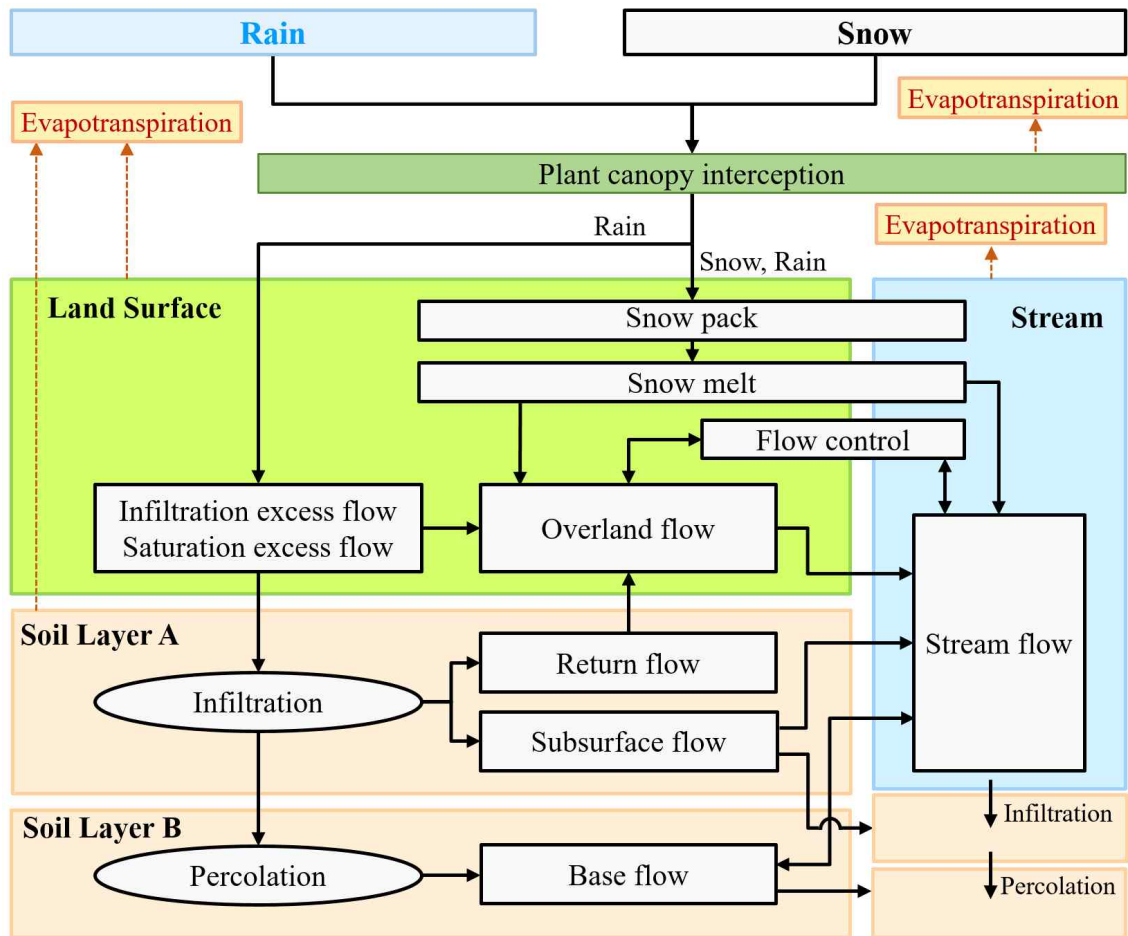 Rain
Snow
Evapotranspiration
Evapotranspiration
Plant canopy interception
Rain
Evapotranspiration
Snow, Rain
Land Surface
Snow pack
Stream
Snow melt
Flow control
Infiltration excess flow
Saturation excess flow
Overland flow
Soil Layer A
Return flow
Stream flow
Infiltration
Subsurface flow
Infiltration
Soil Layer B
Percolation
Base flow
Percolation